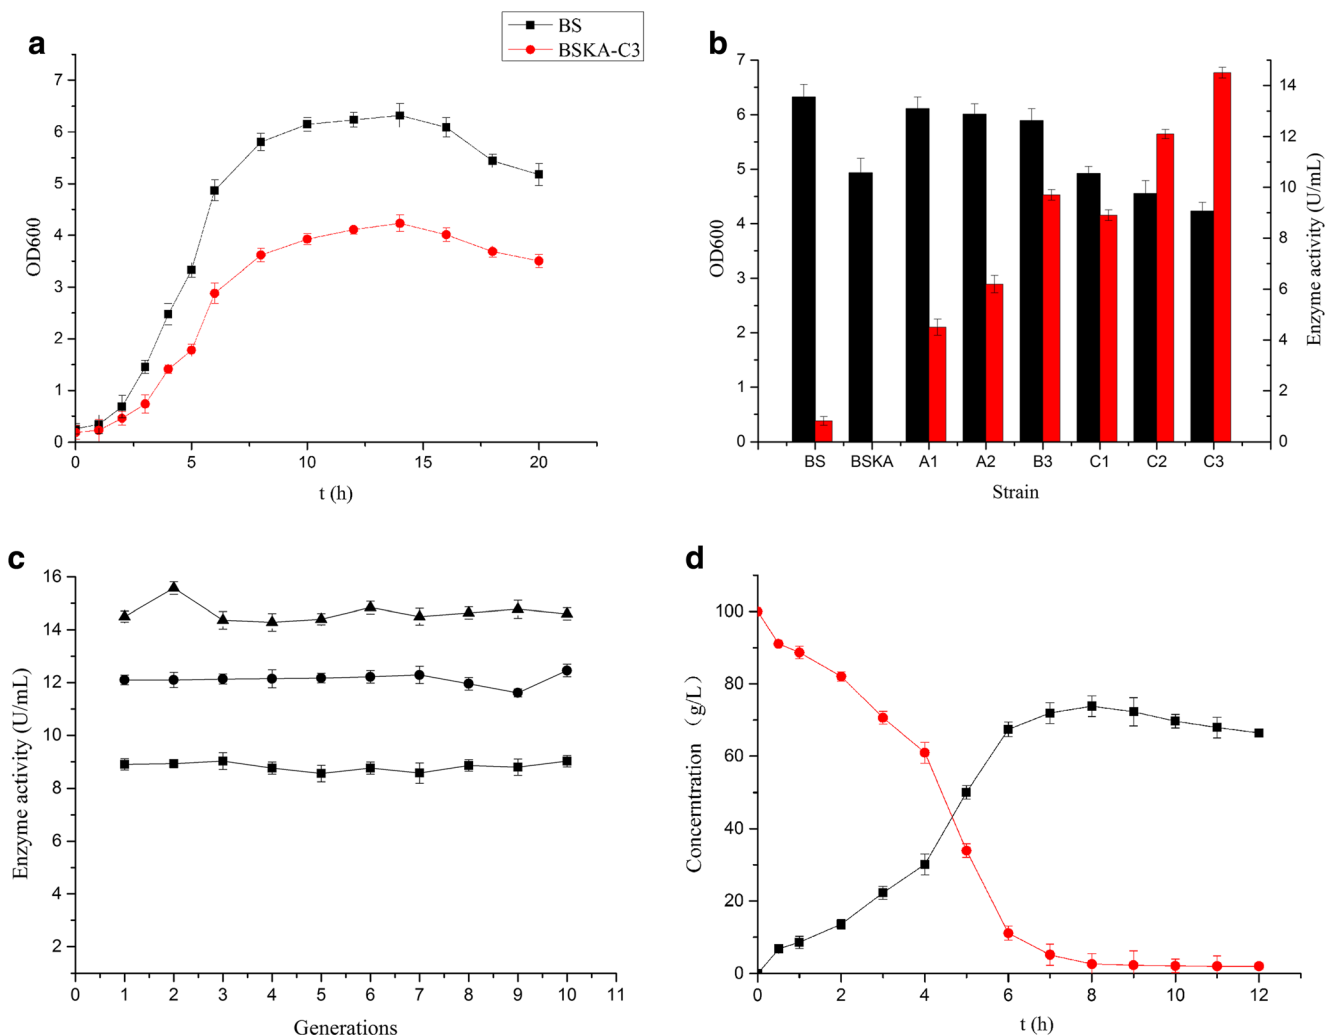 a
BS
BSKA-C3
7
6
5
4
3
2
1
0
OD600
0 5 10 15 20
t (h)
b
7
6
5
4
3
2
1
0
OD600
14
12
10
8
6
4
2
0
Enzyme activity (U/mL)
BS BSKA A1 A2 B3 C1 C2 C3
Strain
c
16
14
12
10
8
6
4
2
Enzyme activity (U/mL)
0 1 2 3 4 5 6 7 8 9 10 11
Generations
d
100
80
60
40
20
0
Concerntration (g/L)
0 2 4 6 8 10 12
t (h)